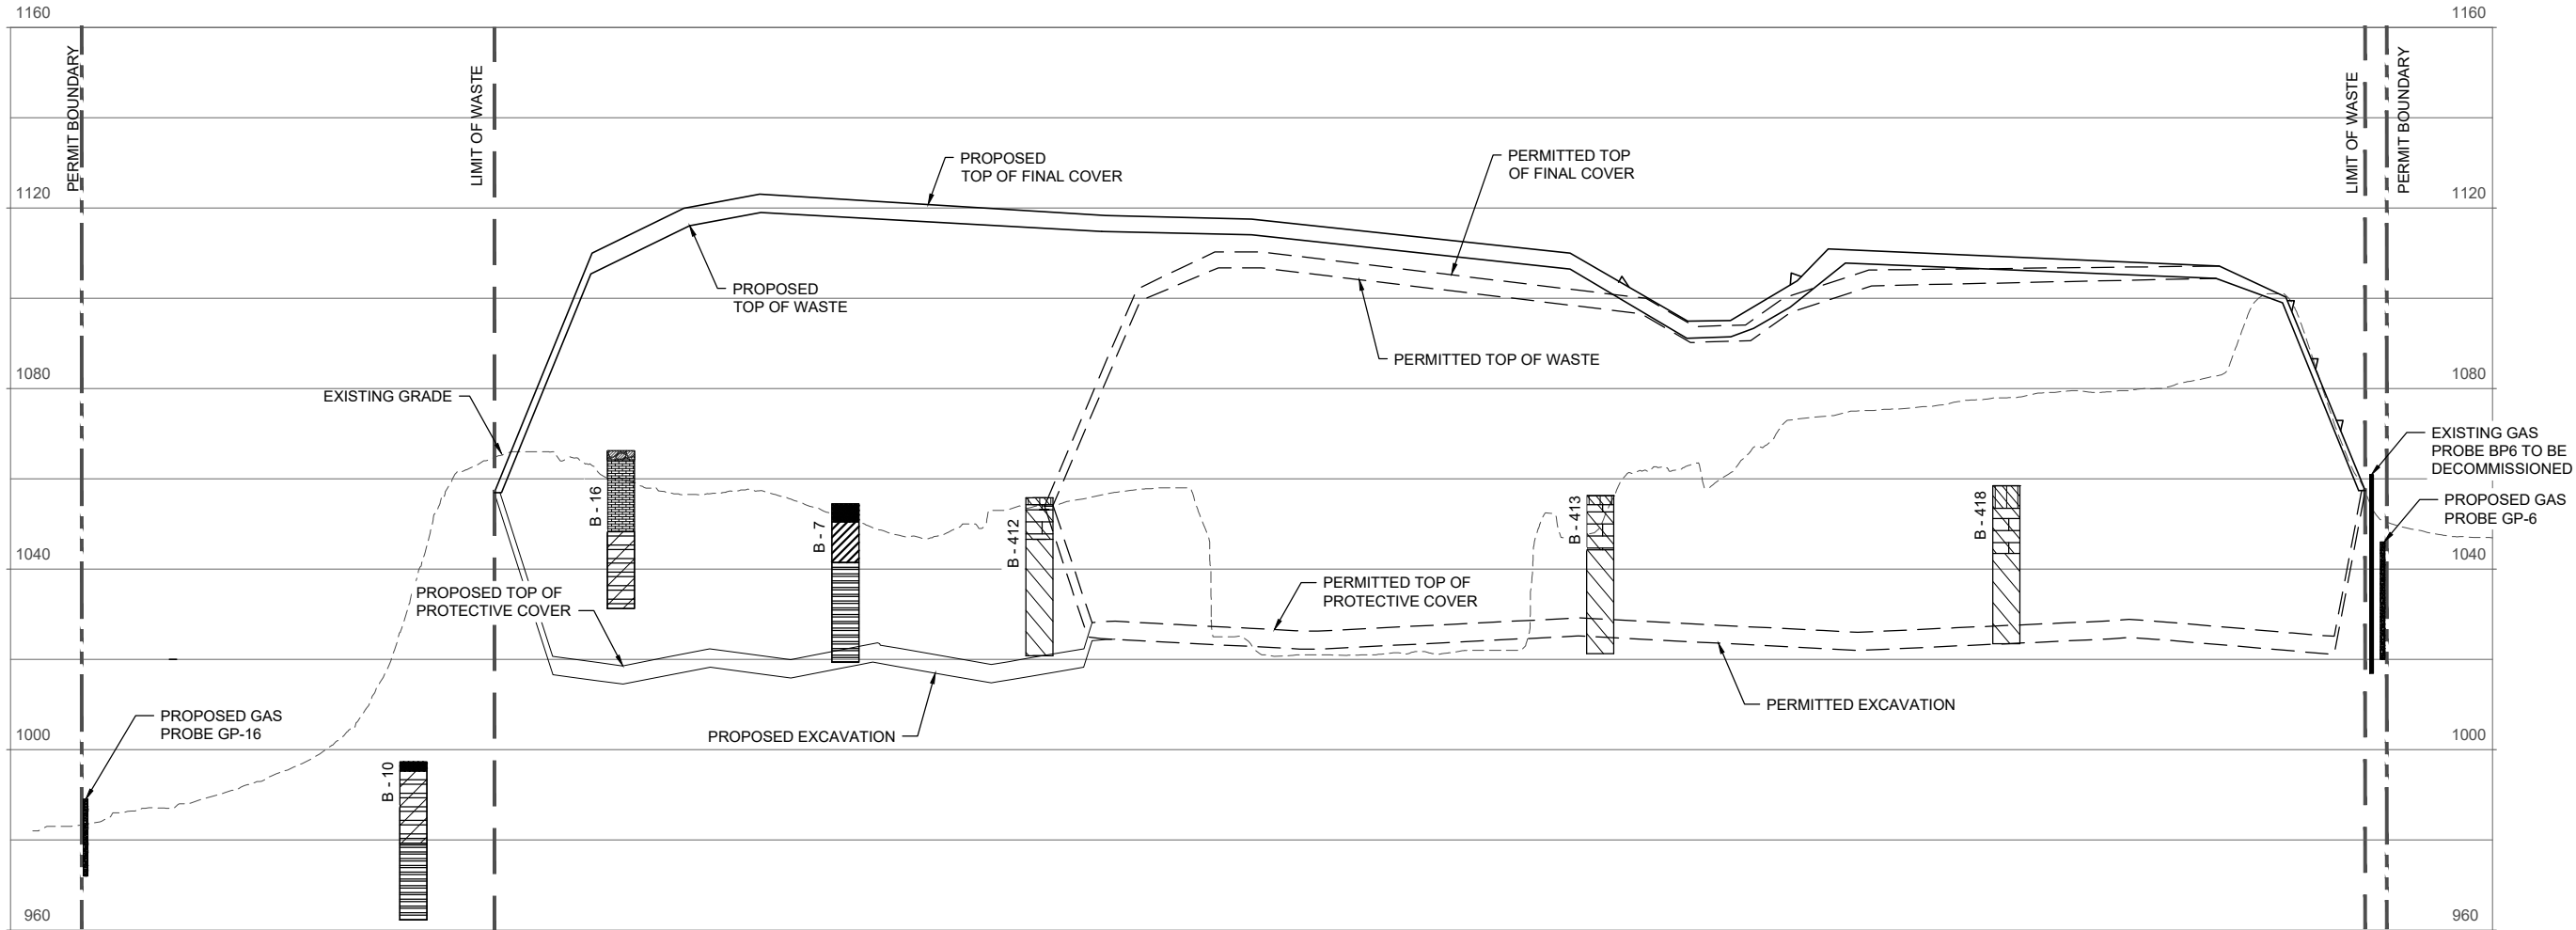 1160
1160
PERMIT BOUNDARY
LIMIT OF WASTE
LIMIT OF WASTE
PERMIT BOUNDARY
PROPOSED
TOP OF FINAL COVER
PERMITTED TOP
OF FINAL COVER
1120
1120
PROPOSED
TOP OF WASTE
PERMITTED TOP OF WASTE
1080
1080
EXISTING GRADE
EXISTING GAS
PROBE BP6 TO BE
DECOMMISSIONED
B - 16
B - 7
B - 412
B - 413
B - 418
PROPOSED GAS
PROBE GP-6
1040
1040
PROPOSED TOP OF
PROTECTIVE COVER
PERMITTED TOP OF
PROTECTIVE COVER
PERMITTED EXCAVATION
PROPOSED GAS
PROBE GP-16
PROPOSED EXCAVATION
1000
1000
B - 10
960
960